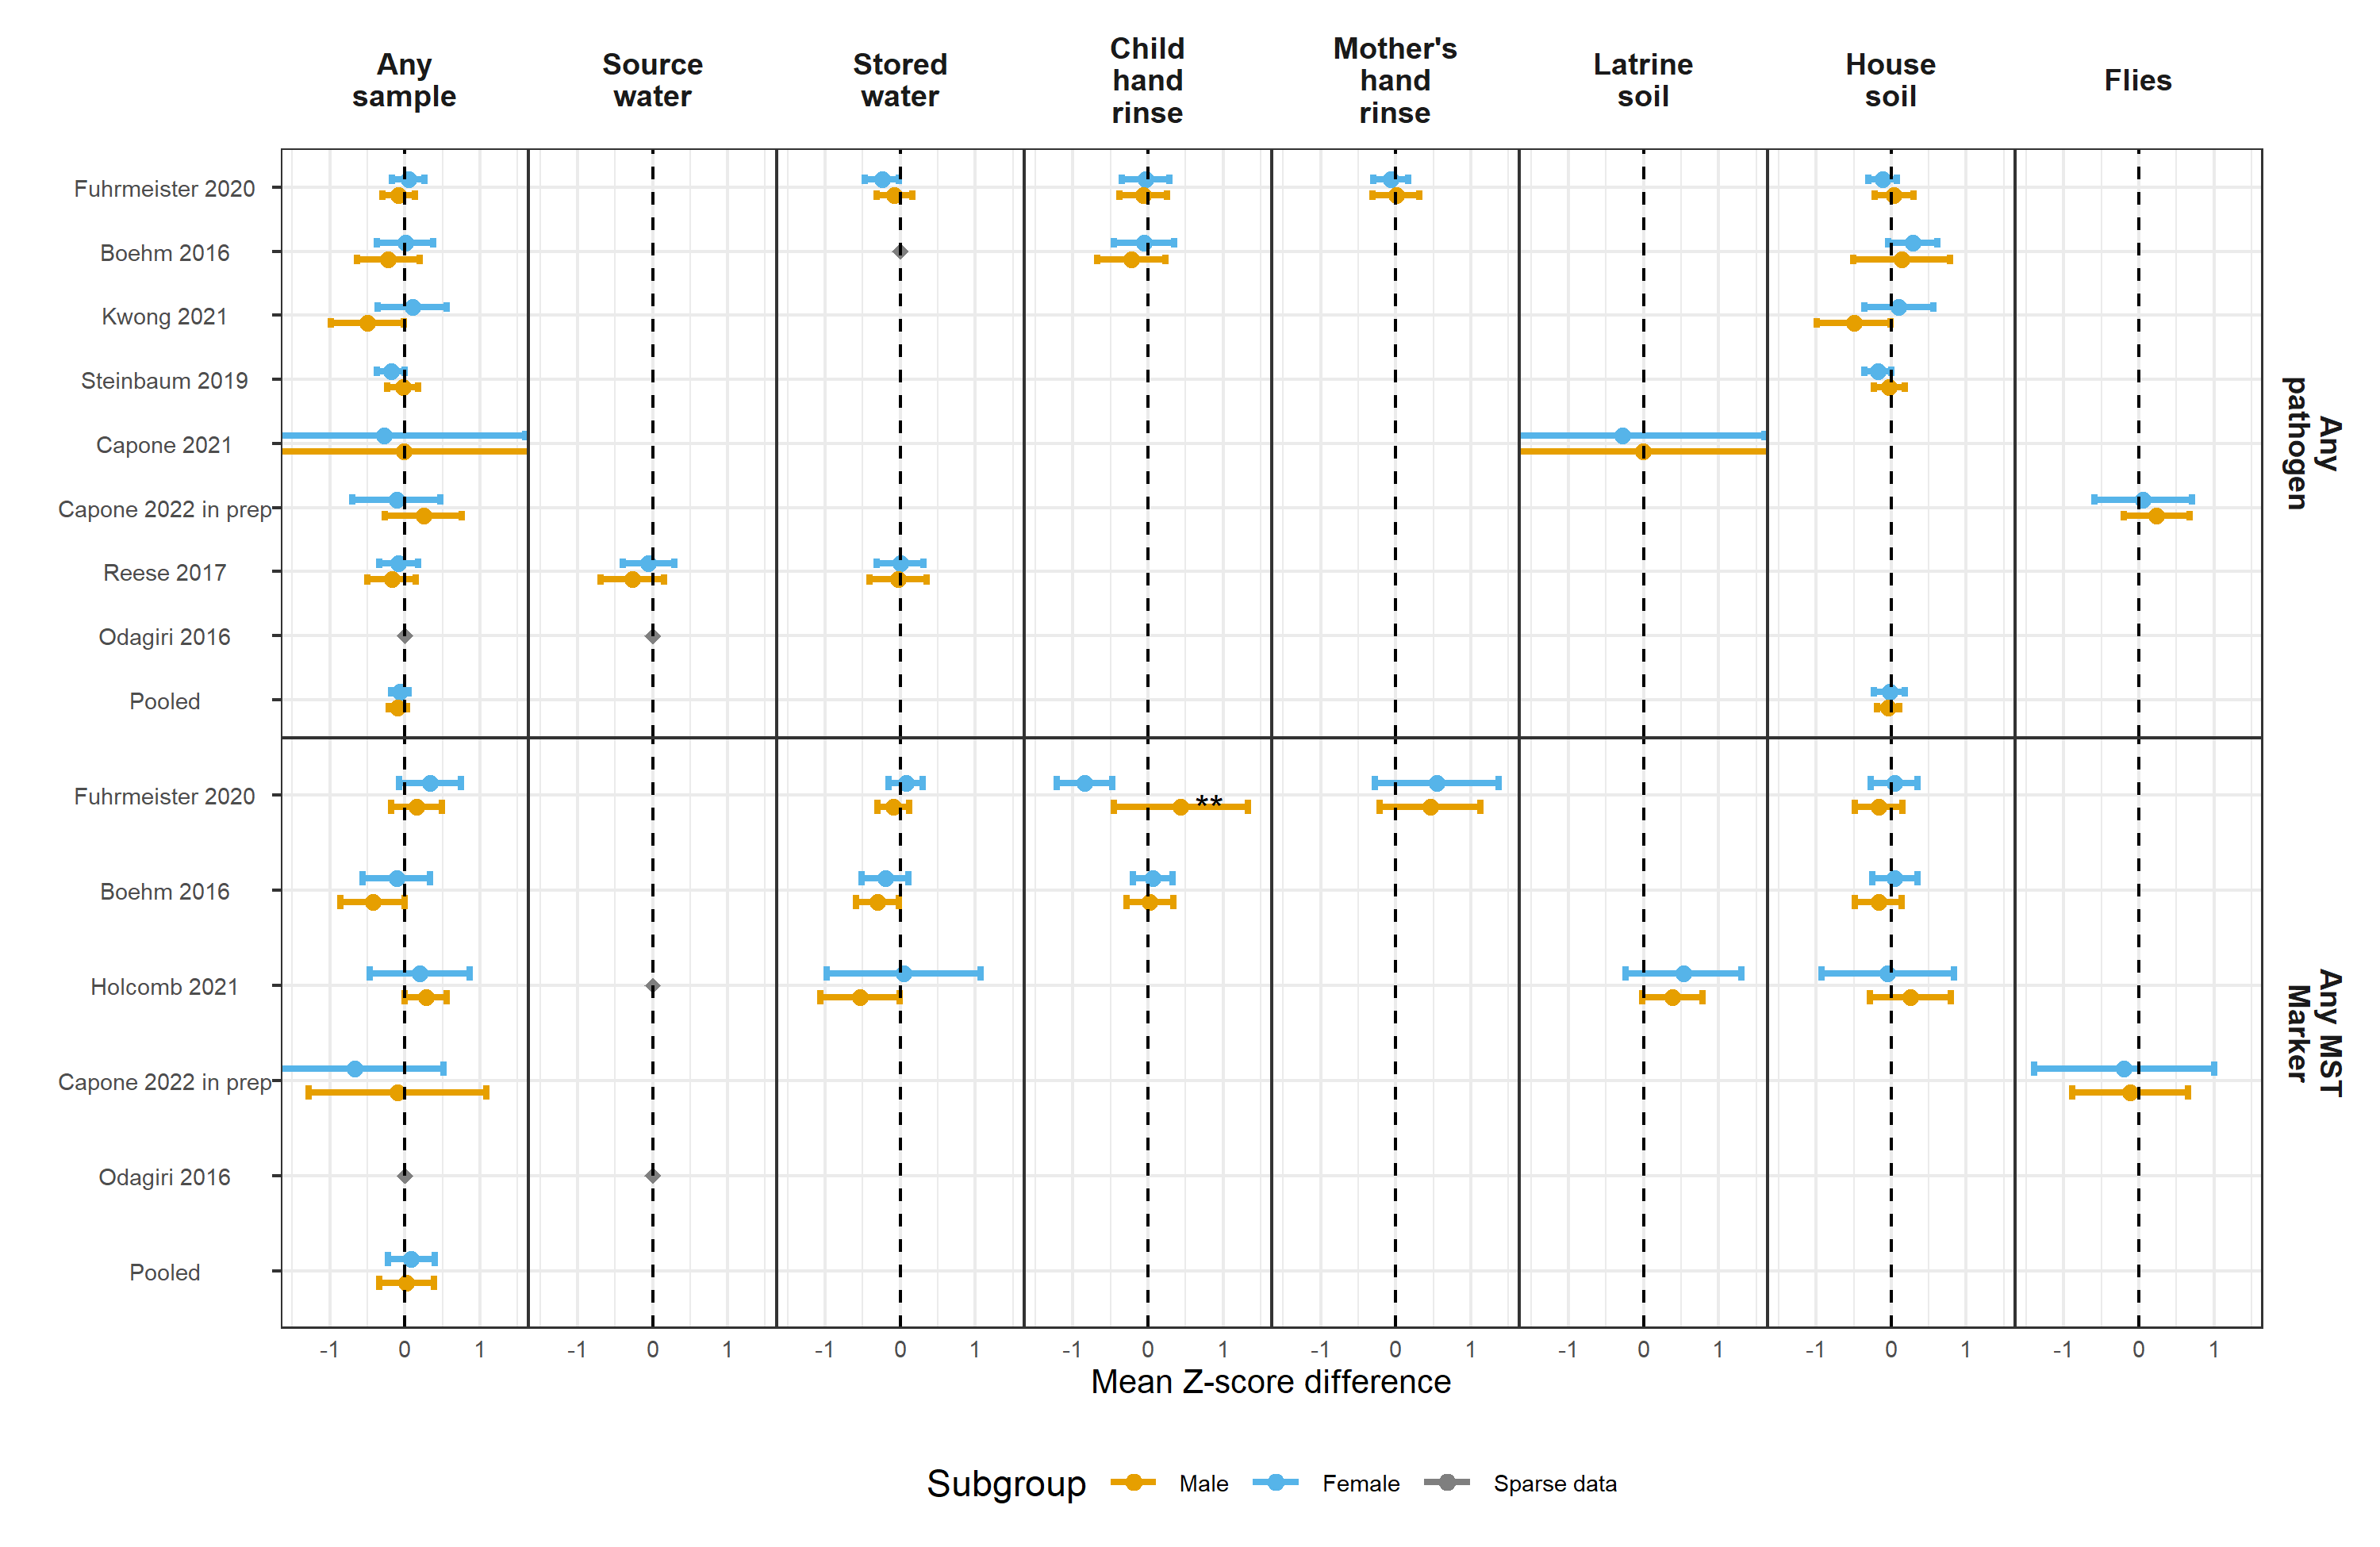 Any
sample
Source
water
Stored
water
Child
hand
rinse
Mother's
hand
rinse
Latrine
soil
House
soil
Flies
Fuhrmeister 2020
Boehm 2016
Kwong 2021
Steinbaum 2019
Capone 2021
Capone 2022 in prep
Reese 2017
Odagiri 2016
Pooled
Any
pathogen
Fuhrmeister 2020
**
Boehm 2016
Holcomb 2021
Capone 2022 in prep
Odagiri 2016
Pooled
Any MST
Marker
-1 0 1 -1 0 1 -1 0 1 -1 0 1 -1 0 1 -1 0 1 -1 0 1 -1 0 1
Mean Z-score difference
Subgroup Male Female Sparse data